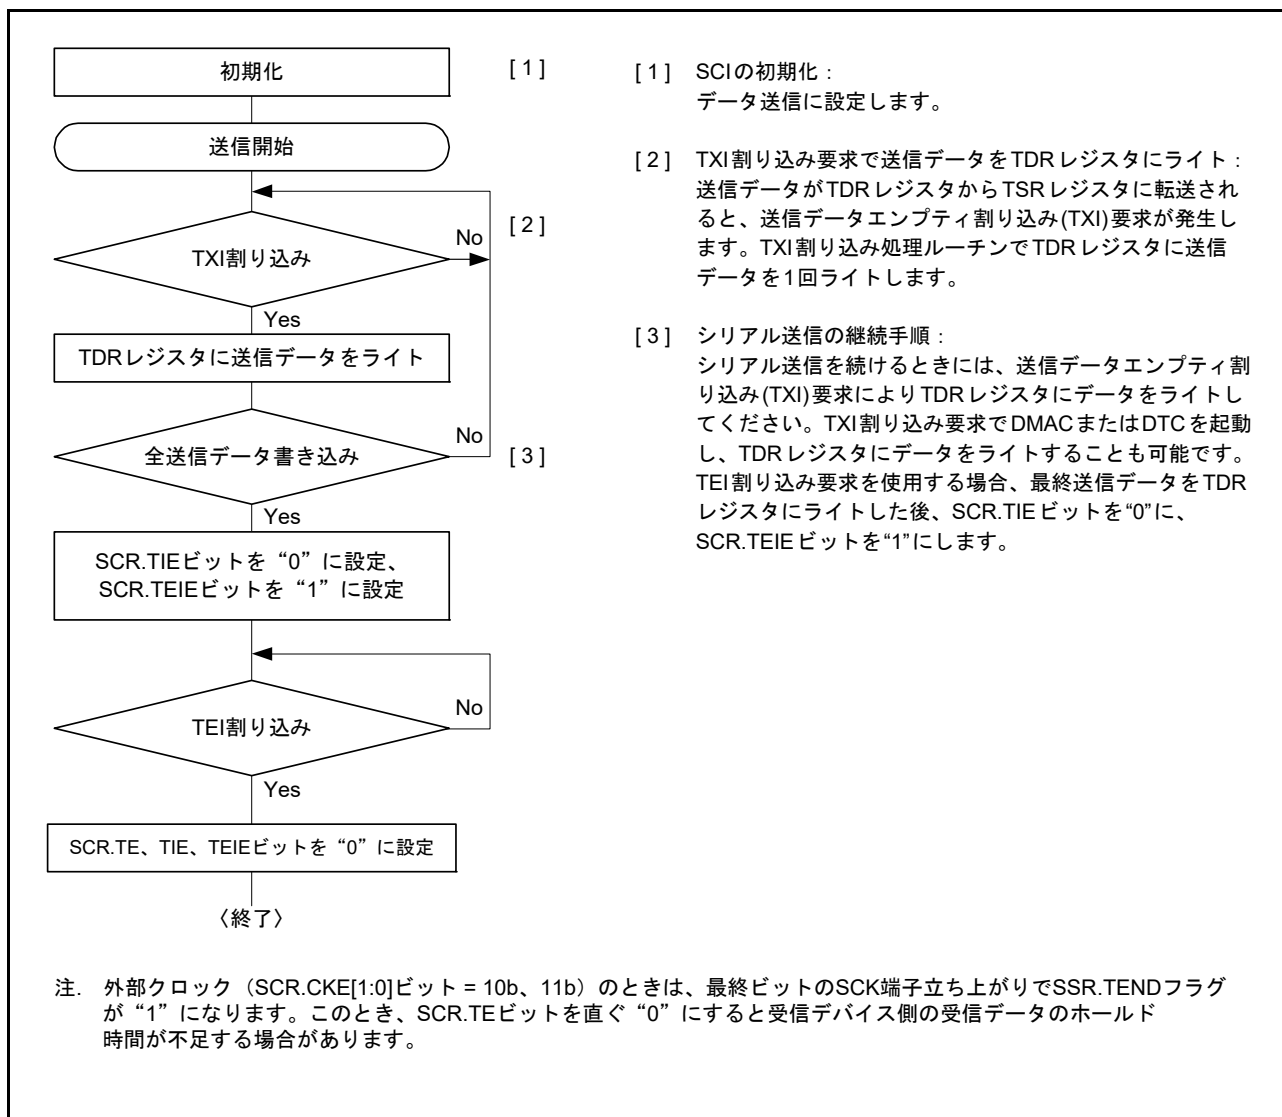 初期化
[ 1 ]
送信開始
[ 2 ]
No
TXI割り込み
Yes
TDRレジスタに送信データをライト
No
全送信データ書き込み
[ 3 ]
Yes
SCR.TIEビットを“0”に設定、
SCR.TEIEビットを“1”に設定
No
TEI割り込み
Yes
SCR.TE、TIE、TEIEビットを“0”に設定
〈終了〉
[ 1 ] SCIの初期化：
データ送信に設定します。
[ 2 ] TXI割り込み要求で送信データをTDRレジスタにライト：
送信データがTDRレジスタからTSRレジスタに転送され
ると、送信データエンプティ割り込み(TXI)要求が発生し
ます。TXI割り込み処理ルーチンでTDRレジスタに送信
データを1回ライトします。
[ 3 ] シリアル送信の継続手順：
シリアル送信を続けるときには、送信データエンプティ割
り込み(TXI)要求によりTDRレジスタにデータをライトし
てください。TXI割り込み要求でDMACまたはDTCを起動
し、TDRレジスタにデータをライトすることも可能です。
TEI割り込み要求を使用する場合、最終送信データをTDR
レジスタにライトした後、SCR.TIEビットを“0”に、
SCR.TEIEビットを“1”にします。
注. 外部クロック（SCR.CKE[1:0]ビット = 10b、11b）のときは、最終ビットのSCK端子立ち上がりでSSR.TENDフラグ
が“1”になります。このとき、SCR.TEビットを直ぐ“0”にすると受信デバイス側の受信データのホールド
時間が不足する場合があります。